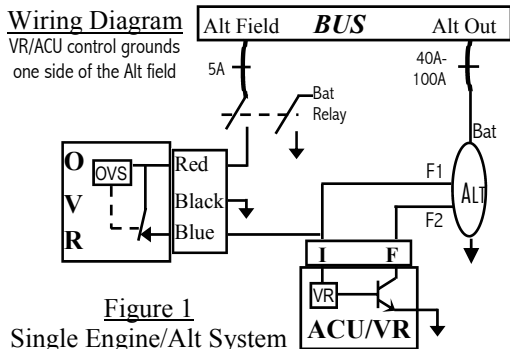 Wiring Diagram
VR/ACU control grounds
one side of the Alt field
Alt Field BUS Alt Out
5A
40A-
100A
Bat
Relay
Bat
O
V
R
OVS
Red
Black
Blue
F1
F2
ALT
I F
VR
ACU/VR
Figure 1
Single Engine/Alt System